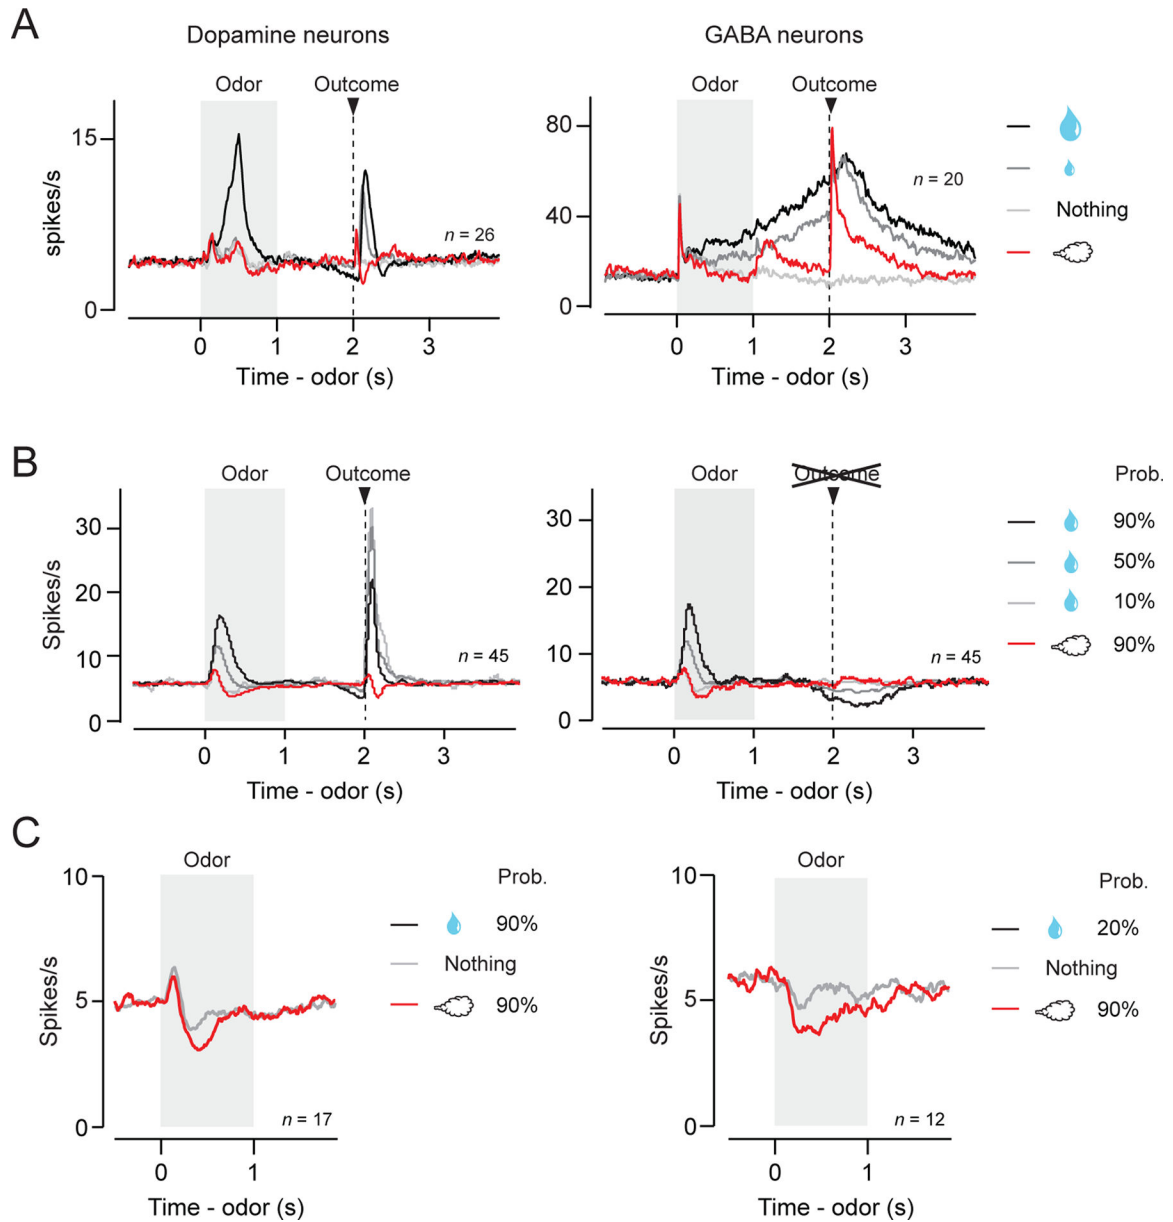 A
Dopamine neurons
GABA neurons
Odor
Outcome
Odor
Outcome
spikes/s
15
0
n = 26
0 1 2 3
Time - odor (s)
80
40
0
n = 20
0 1 2 3
Time - odor (s)
Nothing
B
Odor
Outcome
Odor
Outcome
Prob.
Spikes/s
30
20
10
0
n = 45
0 1 2 3
Time - odor (s)
30
20
10
0
n = 45
0 1 2 3
Time - odor (s)
90%
50%
10%
90%
C
Odor
Prob.
Spikes/s
10
5
0
n = 17
0 1
Time - odor (s)
90%
Nothing
90%
Odor
Prob.
Spikes/s
10
5
0
n = 12
0 1
Time - odor (s)
20%
Nothing
90%